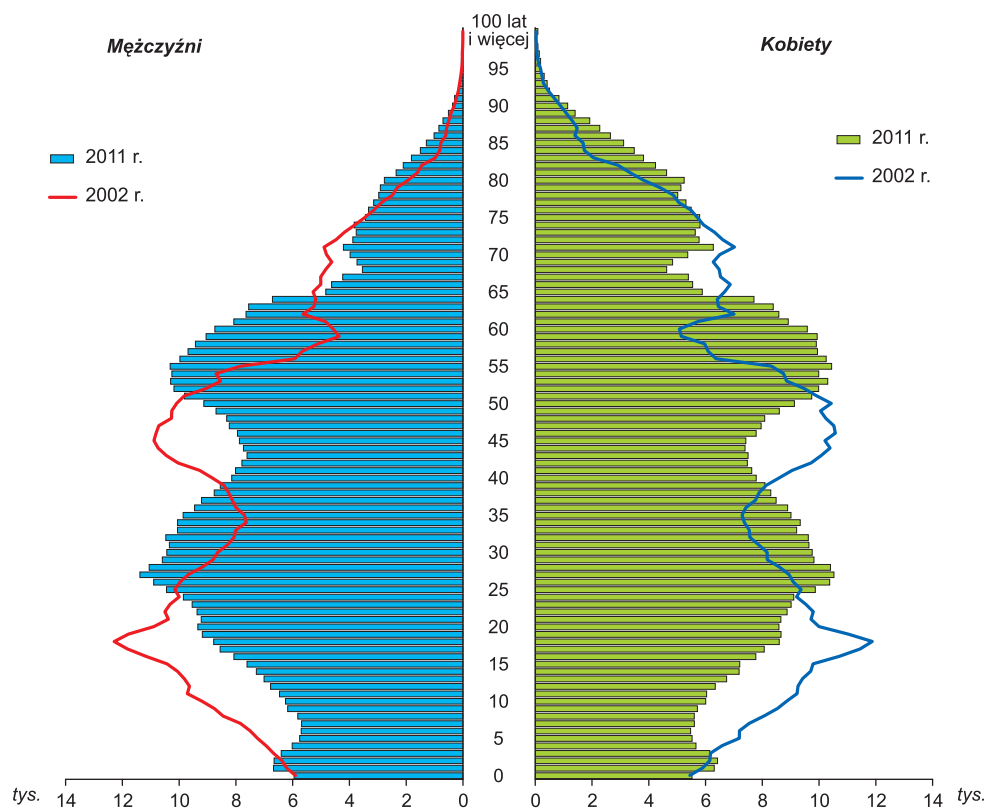 100 lat
i więcej
Mężczyźni
Kobiety
2011 r.
2002 r.
2011 r.
2002 r.
95
90
85
80
75
70
65
60
55
50
45
40
35
30
25
20
15
10
5
0
tys. 14 12 10 8 6 4 2 0
0 2 4 6 8 10 12 14 tys.